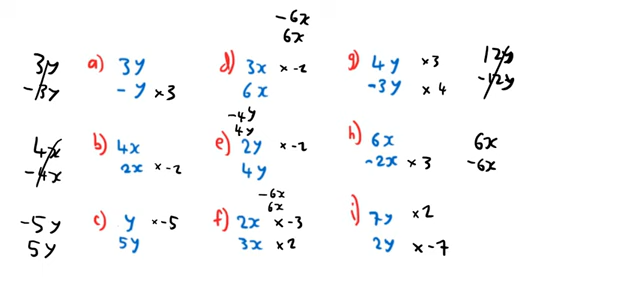 -6x
6x
3y a) 3y d) 3x × -2 g) 4y × 3 12y
-3y - y × 3 6x -3y × 4 -12y
-4y
4y
4x b) 4x e) 2y × -2 h) 6x 6x
-4x 2x × -2 4y -2x × 3 -6x
-6x
6x
-5y c) y × -5 f) 2x × -3 i) 7y × 2
5y 5y 3x × 2 2y × -7